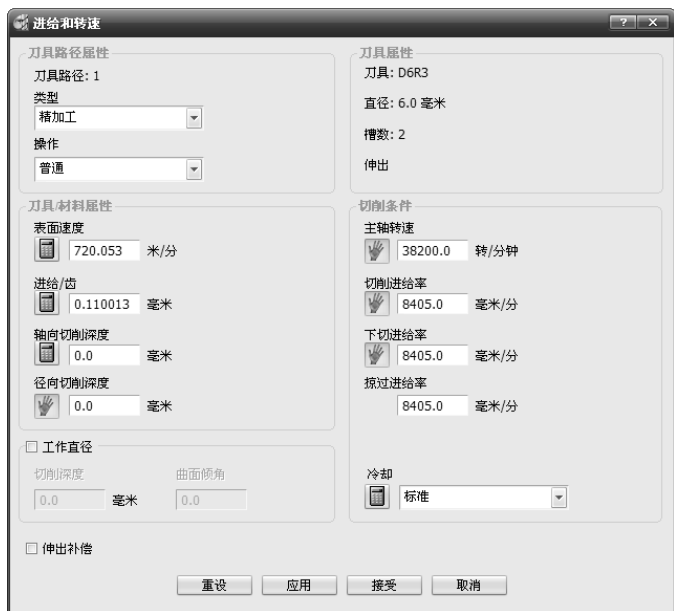 进给和转速
刀具路径属性
刀具路径: 1
类型
精加工
操作
普通
刀具属性
刀具: D6R3
直径: 6.0 毫米
槽数: 2
伸出
刀具/材料属性
表面速度
720.053 米/分
进给/齿
0.110013 毫米
轴向切削深度
0.0 毫米
径向切削深度
0.0 毫米
切削条件
主轴转速
38200.0 转/分钟
切削进给率
8405.0 毫米/分
下切进给率
8405.0 毫米/分
掠过进给率
8405.0 毫米/分
工作直径
切削深度 曲面倾角
0.0 毫米 0.0
冷却
标准
伸出补偿
重设 应用 接受 取消